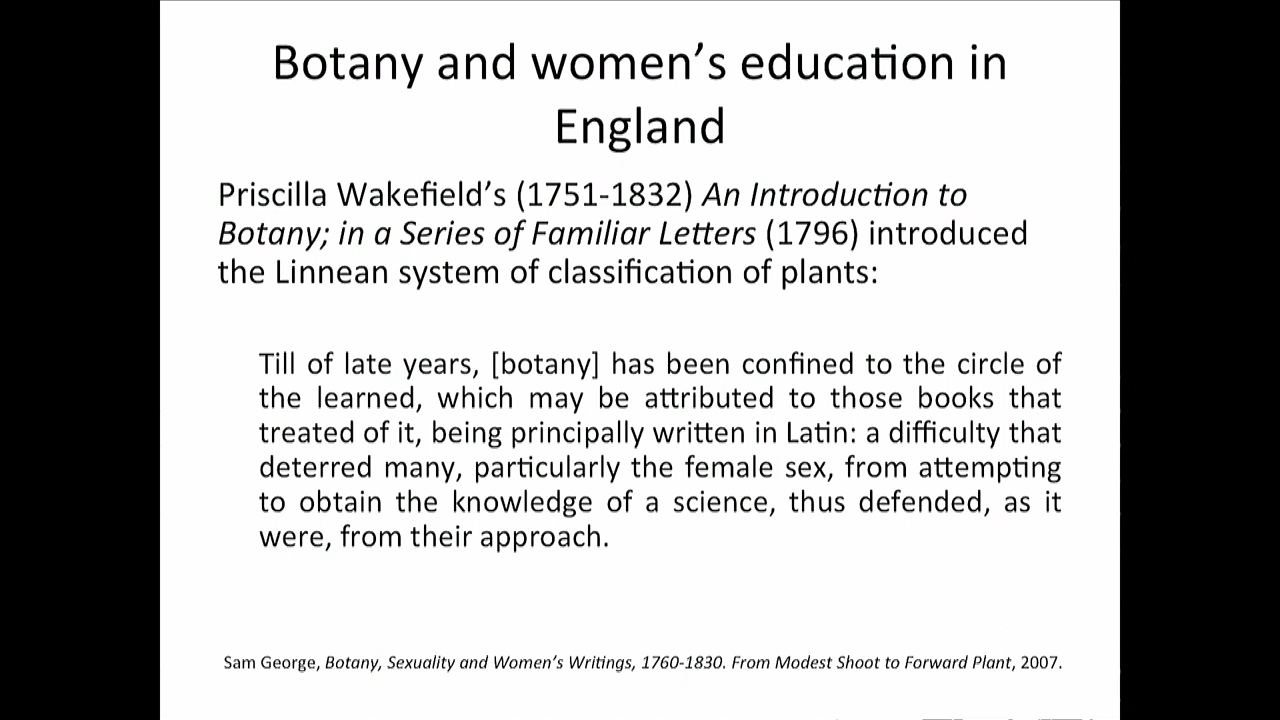 Botany and women’s education in
England
Priscilla Wakefield’s (1751-1832) An Introduction to
Botany; in a Series of Familiar Letters (1796) introduced
the Linnean system of classification of plants:
Till of late years, [botany] has been confined to the circle of
the learned, which may be attributed to those books that
treated of it, being principally written in Latin: a difficulty that
deterred many, particularly the female sex, from attempting
to obtain the knowledge of a science, thus defended, as it
were, from their approach.
Sam George, Botany, Sexuality and Women’s Writings, 1760-1830. From Modest Shoot to Forward Plant, 2007.